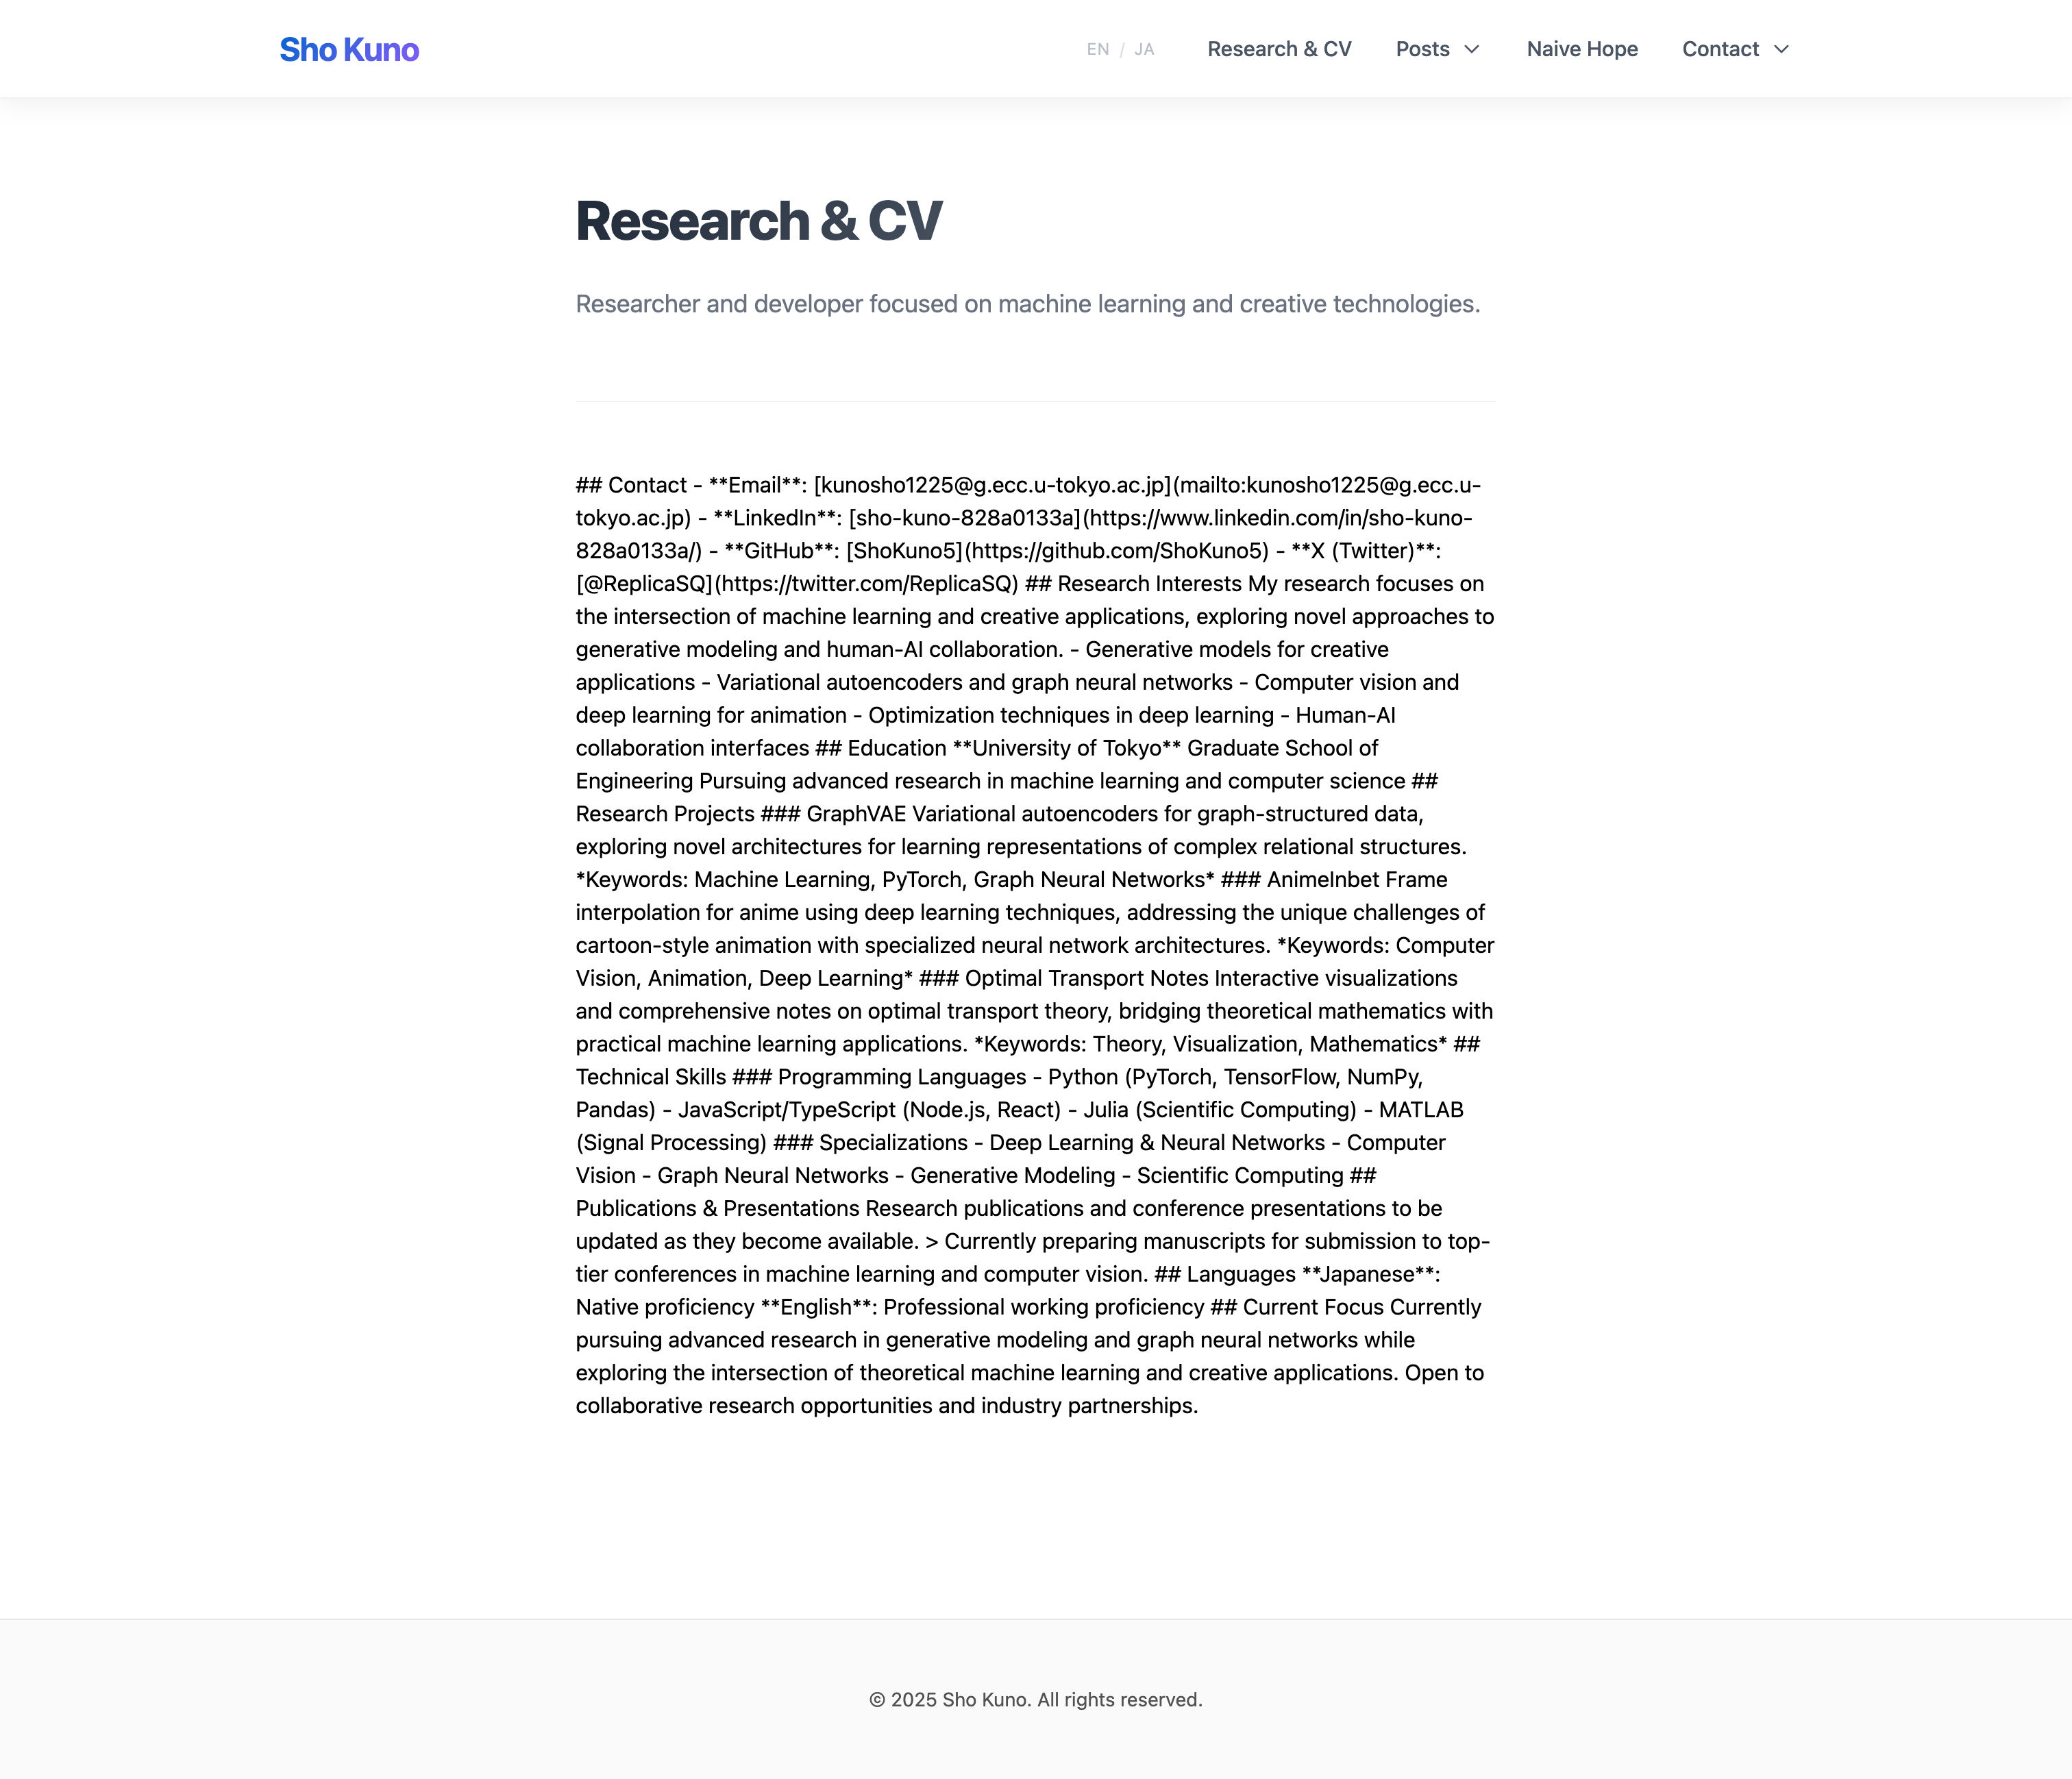 Sho Kuno
EN / JA
Research & CV
Posts
Naive Hope
Contact
Research & CV
Researcher and developer focused on machine learning and creative technologies.
## Contact - **Email**: [kunosho1225@g.ecc.u-tokyo.ac.jp](mailto:kunosho1225@g.ecc.u-
tokyo.ac.jp) - **LinkedIn**: [sho-kuno-828a0133a](https://www.linkedin.com/in/sho-kuno-
828a0133a/) - **GitHub**: [ShoKuno5](https://github.com/ShoKuno5) - **X (Twitter)**:
[@ReplicaSQ](https://twitter.com/ReplicaSQ) ## Research Interests My research focuses on
the intersection of machine learning and creative applications, exploring novel approaches to
generative modeling and human-AI collaboration. - Generative models for creative
applications - Variational autoencoders and graph neural networks - Computer vision and
deep learning for animation - Optimization techniques in deep learning - Human-AI
collaboration interfaces ## Education **University of Tokyo** Graduate School of
Engineering Pursuing advanced research in machine learning and computer science ##
Research Projects ### GraphVAE Variational autoencoders for graph-structured data,
exploring novel architectures for learning representations of complex relational structures.
*Keywords: Machine Learning, PyTorch, Graph Neural Networks* ### AnimeInbet Frame
interpolation for anime using deep learning techniques, addressing the unique challenges of
cartoon-style animation with specialized neural network architectures. *Keywords: Computer
Vision, Animation, Deep Learning* ### Optimal Transport Notes Interactive visualizations
and comprehensive notes on optimal transport theory, bridging theoretical mathematics with
practical machine learning applications. *Keywords: Theory, Visualization, Mathematics* ##
Technical Skills ### Programming Languages - Python (PyTorch, TensorFlow, NumPy,
Pandas) - JavaScript/TypeScript (Node.js, React) - Julia (Scientific Computing) - MATLAB
(Signal Processing) ### Specializations - Deep Learning & Neural Networks - Computer
Vision - Graph Neural Networks - Generative Modeling - Scientific Computing ##
Publications & Presentations Research publications and conference presentations to be
updated as they become available. > Currently preparing manuscripts for submission to top-
tier conferences in machine learning and computer vision. ## Languages **Japanese**:
Native proficiency **English**: Professional working proficiency ## Current Focus Currently
pursuing advanced research in generative modeling and graph neural networks while
exploring the intersection of theoretical machine learning and creative applications. Open to
collaborative research opportunities and industry partnerships.
© 2025 Sho Kuno. All rights reserved.